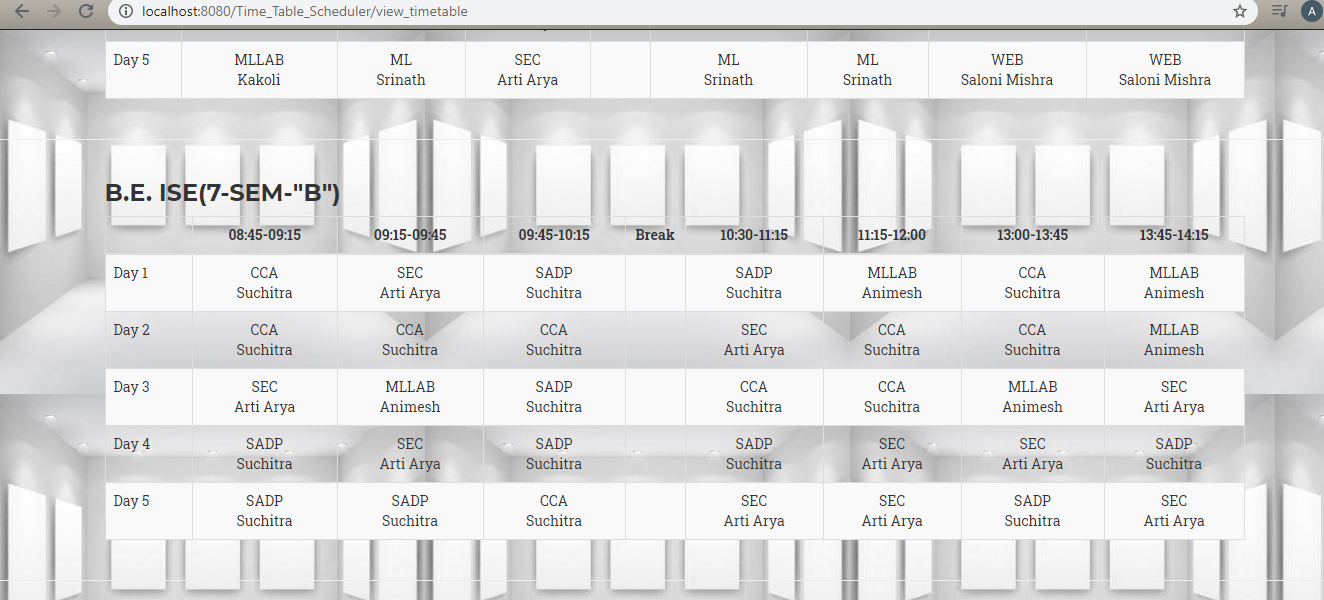 localhost:8080/Time_Table_Scheduler/view_timetable
A
Day 5 MLLAB ML SEC ML ML WEB WEB
Kakoli Srinath Arti Arya Srinath Srinath Saloni Mishra Saloni Mishra
B.E. ISE(7-SEM-"B")
08:45-09:15 09:15-09:45 09:45-10:15 Break 10:30-11:15 11:15-12:00 13:00-13:45 13:45-14:15
Day 1 CCA SEC SADP SADP MLLAB CCA MLLAB
Suchitra Arti Arya Suchitra Suchitra Animesh Suchitra Animesh
Day 2 CCA CCA CCA SEC CCA CCA MLLAB
Suchitra Suchitra Suchitra Arti Arya Suchitra Suchitra Animesh
Day 3 SEC MLLAB SADP CCA CCA MLLAB SEC
Arti Arya Animesh Suchitra Suchitra Suchitra Animesh Arti Arya
Day 4 SADP SEC SADP SADP SEC SEC SADP
Suchitra Arti Arya Suchitra Suchitra Arti Arya Arti Arya Suchitra
Day 5 SADP SADP CCA SEC SEC SADP SEC
Suchitra Suchitra Suchitra Arti Arya Arti Arya Suchitra Arti Arya